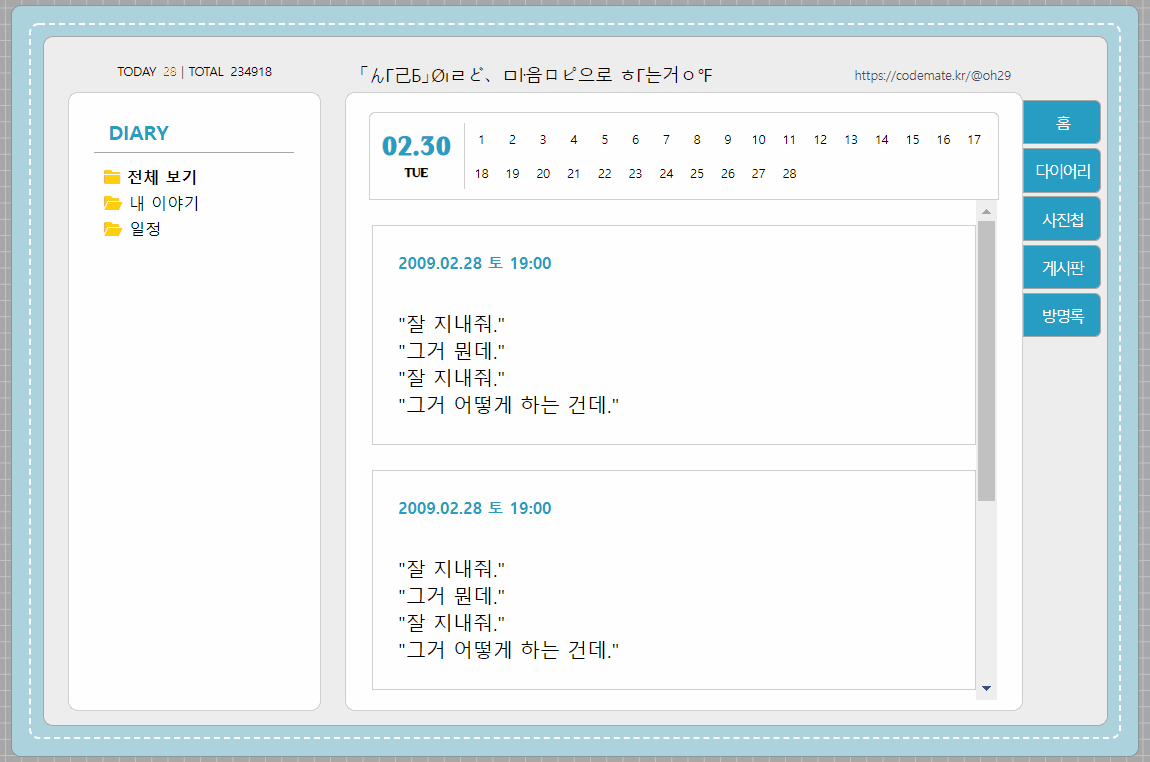 TODAY 28 | TOTAL 234918
「んΓ己Б」Øıㄹど、ㅁŀ음ㅁピ으로 ㅎΓ는거ㅇ℉
https://codemate.kr/@oh29
DIARY
전체 보기
내 이야기
일정
02.30
TUE
1 2 3 4 5 6 7 8 9 10 11 12 13 14 15 16 17
18 19 20 21 22 23 24 25 26 27 28
2009.02.28 토 19:00
"잘 지내줘."
"그거 뭔데."
"잘 지내줘."
"그거 어떻게 하는 건데."
2009.02.28 토 19:00
"잘 지내줘."
"그거 뭔데."
"잘 지내줘."
"그거 어떻게 하는 건데."
홈
다이어리
사진첩
게시판
방명록